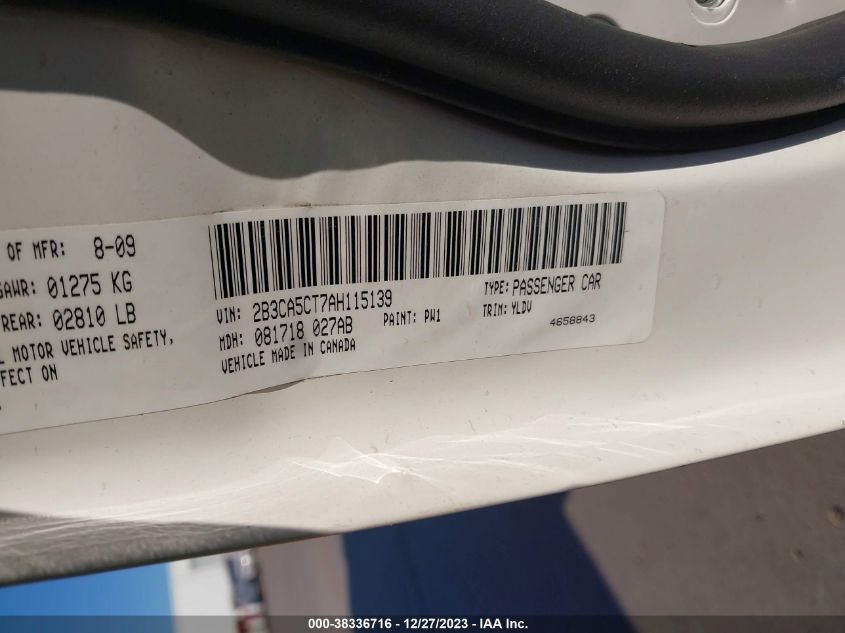 OF MFR: 8-09
GAWR: 01275 KG
REAR: 02810 LB
MOTOR VEHICLE SAFETY,
ON
VIN: 2B3CA5CT7AH115139
TYPE: PASSENGER CAR
MDH: 081718 027AB
PAINT: PW1
TRIM: YLDV
VEHICLE MADE IN CANADA
4658843
000-38336716 - 12/27/2023 - IAA Inc.